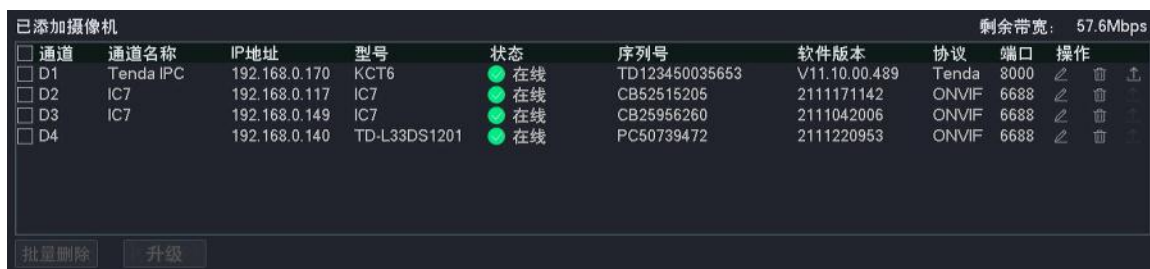 已添加摄像机 剩余带宽： 57.6Mbps
通道 通道名称 IP地址 型号 状态 序列号 软件版本 协议 端口 操作
D1 Tenda IPC 192.168.0.170 KCT6 在线 TD123450035653 V11.10.00.489 Tenda 8000
D2 IC7 192.168.0.117 IC7 在线 CB52515205 2111171142 ONVIF 6688
D3 IC7 192.168.0.149 IC7 在线 CB25956260 2111042006 ONVIF 6688
D4 192.168.0.140 TD-L33DS1201 在线 PC50739472 2111220953 ONVIF 6688
批量删除 升级